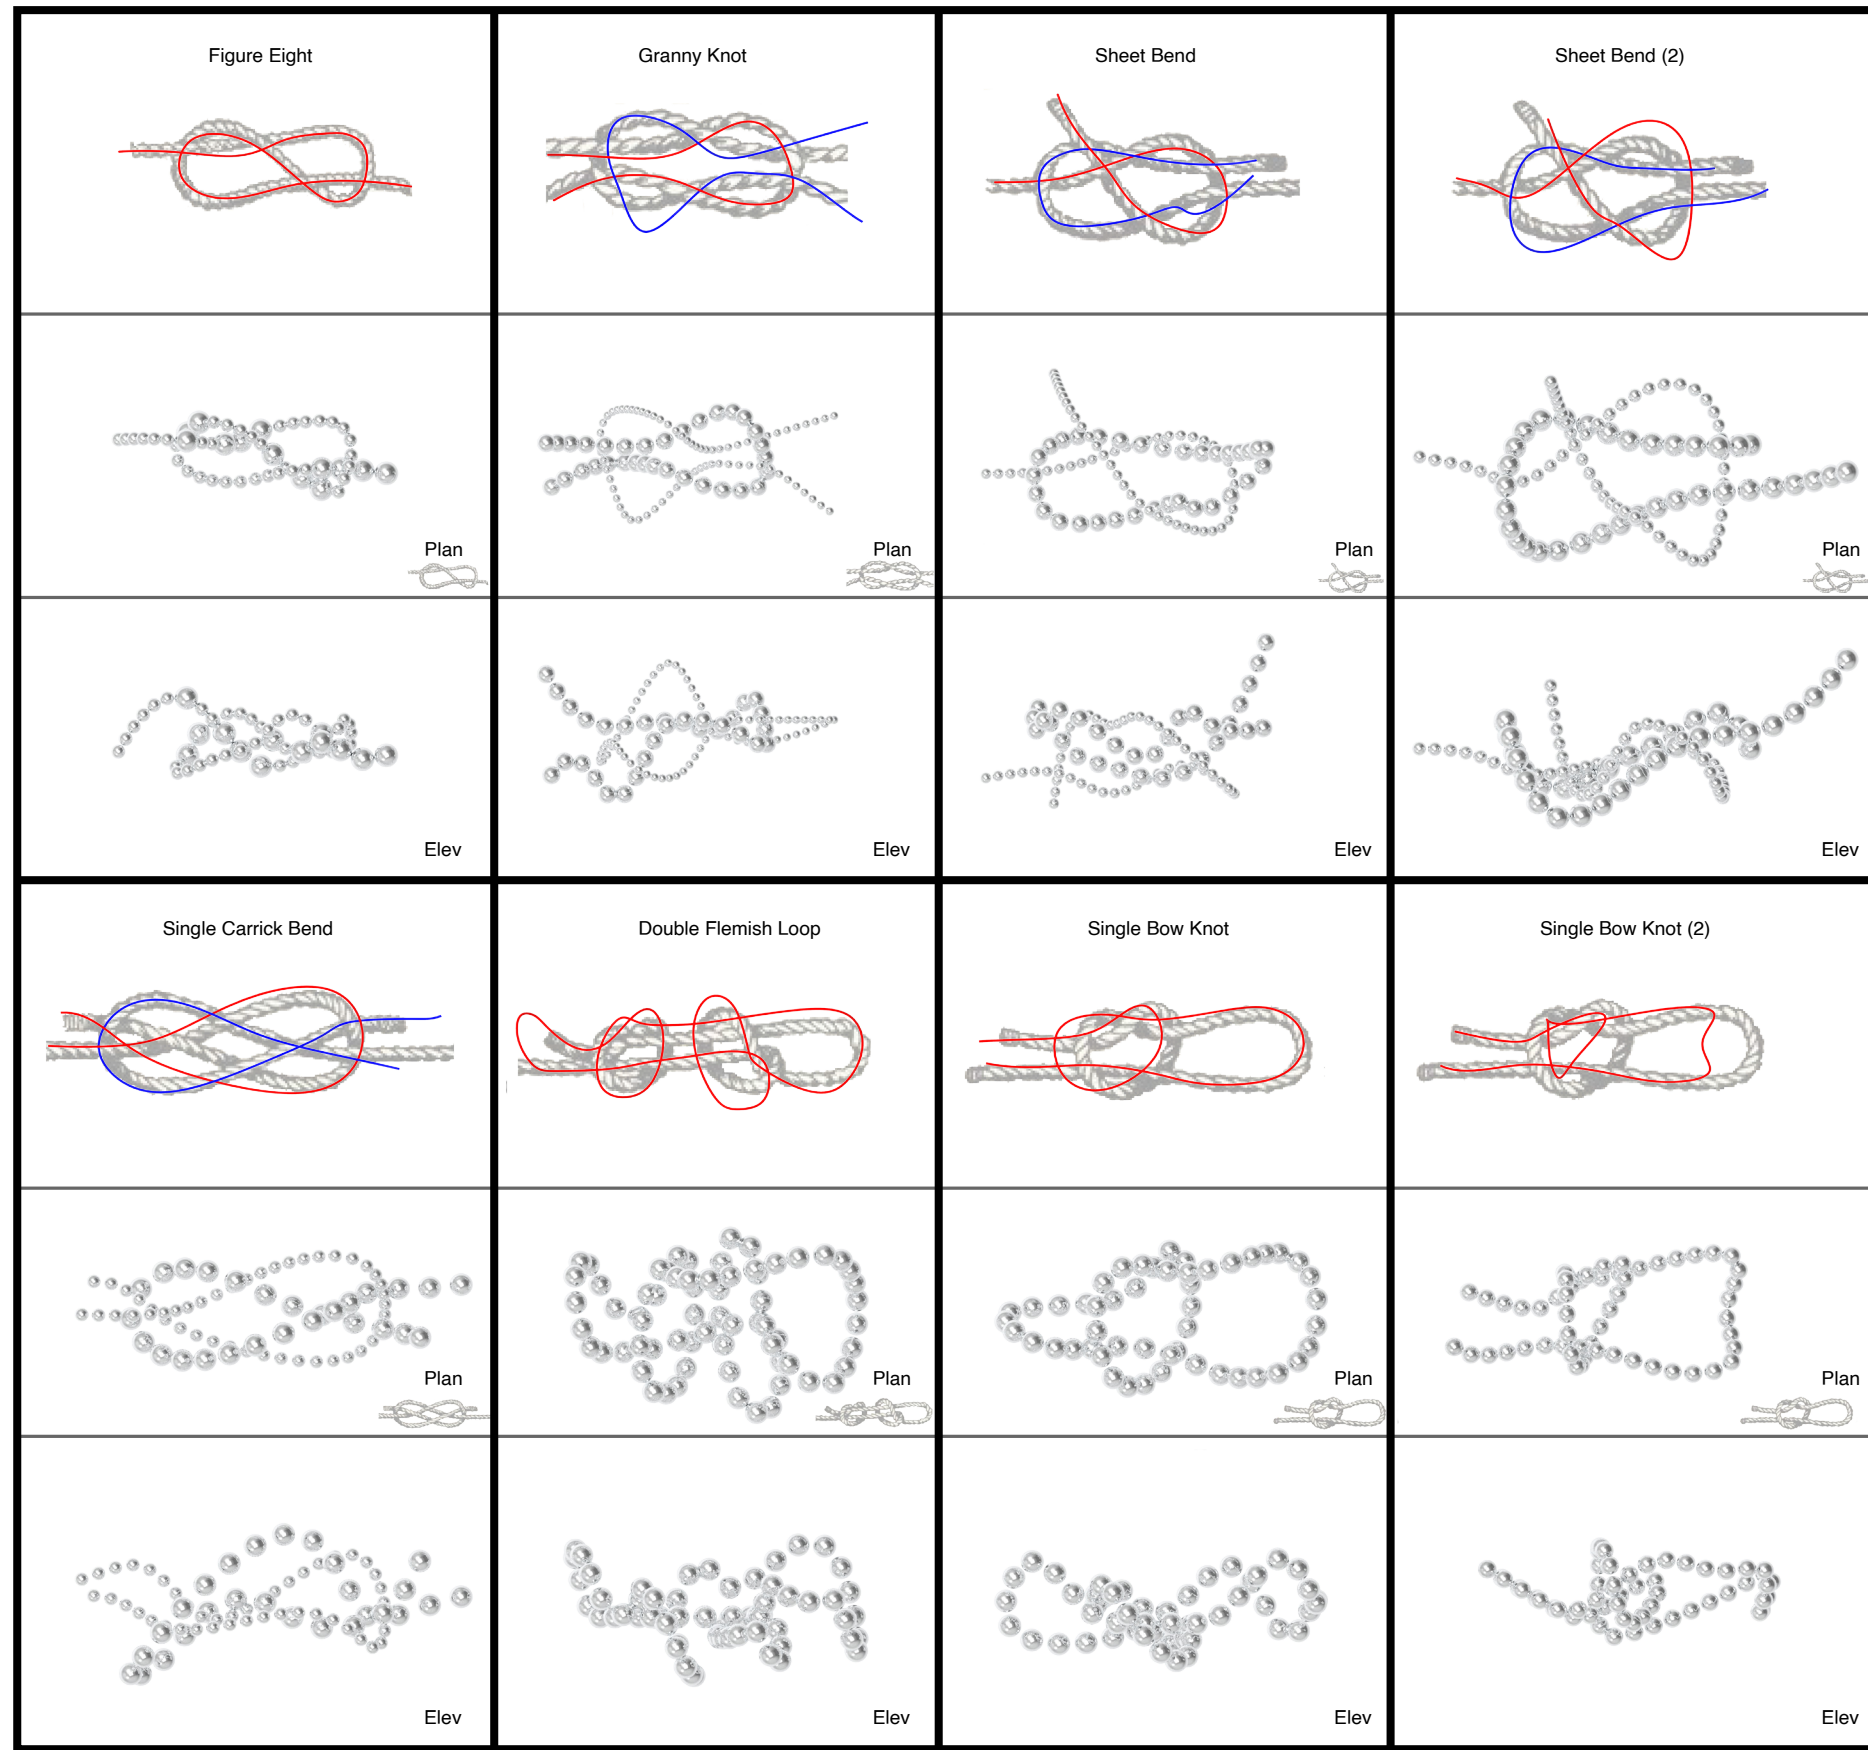 Figure Eight
Granny Knot
Sheet Bend
Sheet Bend (2)
Plan
Plan
Plan
Plan
Elev
Elev
Elev
Elev
Single Carrick Bend
Double Flemish Loop
Single Bow Knot
Single Bow Knot (2)
Plan
Plan
Plan
Plan
Elev
Elev
Elev
Elev